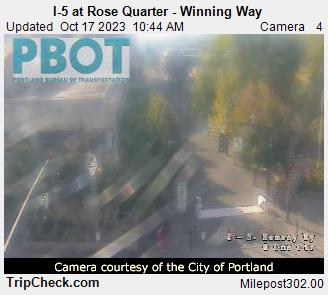 I-5 at Rose Quarter - Winning Way
Updated Oct 17 2023 10:44 AM Camera 4
PBOT
PORTLAND BUREAU OF TRANSPORTATION
Camera courtesy of the City of Portland
TripCheck.com Milepost302.00